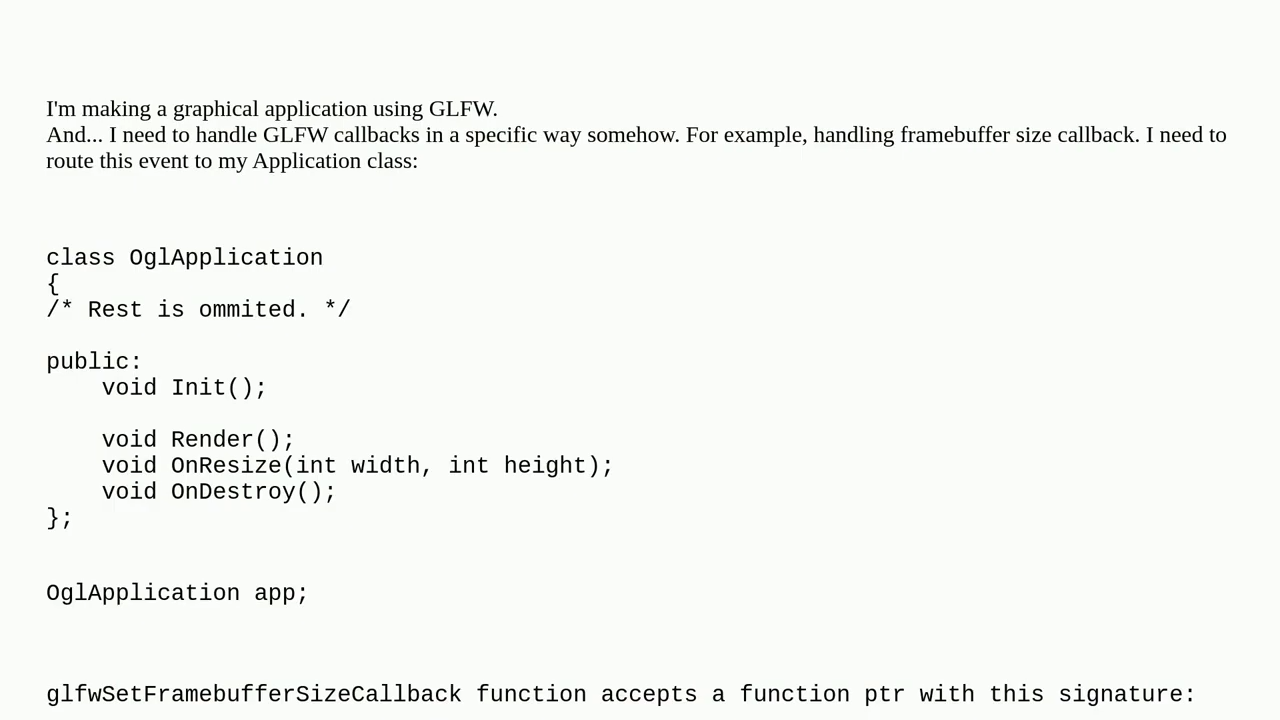 I'm making a graphical application using GLFW.
And... I need to handle GLFW callbacks in a specific way somehow. For example, handling framebuffer size callback. I need to
route this event to my Application class:
class OglApplication
{
/* Rest is ommited. */
public:
    void Init();
    void Render();
    void OnResize(int width, int height);
    void OnDestroy();
};
OglApplication app;
glfwSetFramebufferSizeCallback function accepts a function ptr with this signature: